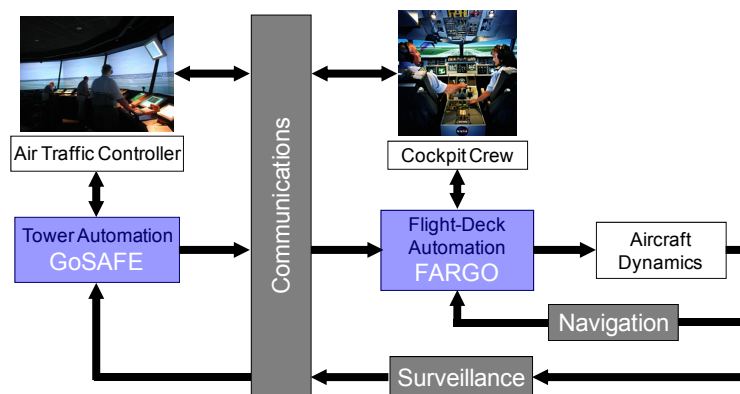 Air Traffic Controller
Cockpit Crew
Communications
Tower Automation
GoSAFE
Flight-Deck
Automation
FARGO
Aircraft
Dynamics
Navigation
Surveillance